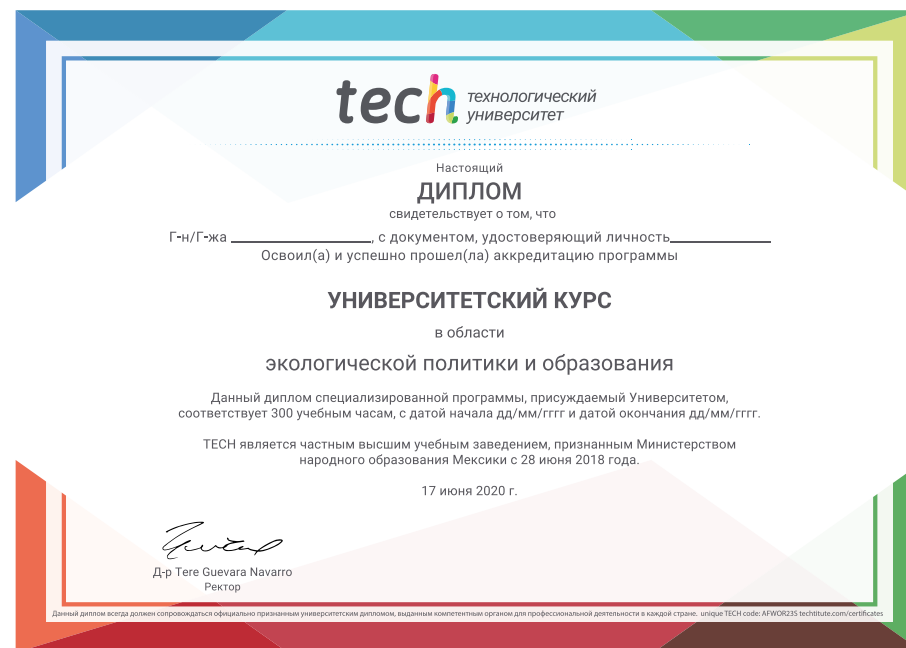 tech технологический
университет
Настоящий
ДИПЛОМ
свидетельствует о том, что
Г-н/Г-жа ____________________, с документом, удостоверяющий личность______________
Освоил(а) и успешно прошел(ла) аккредитацию программы
УНИВЕРСИТЕТСКИЙ КУРС
в области
экологической политики и образования
Данный диплом специализированной программы, присуждаемый Университетом,
соответствует 300 учебным часам, с датой начала дд/мм/гггг и датой окончания дд/мм/гггг.
TECH является частным высшим учебным заведением, признанным Министерством
народного образования Мексики с 28 июня 2018 года.
17 июня 2020 г.
Д-р Tere Guevara Navarro
Ректор
Данный диплом всегда должен сопровождаться официально признанным университетским дипломом, выданным компетентным органом для профессиональной деятельности в каждой стране. unique TECH code: AFWOR23S techtitute.com/certificates